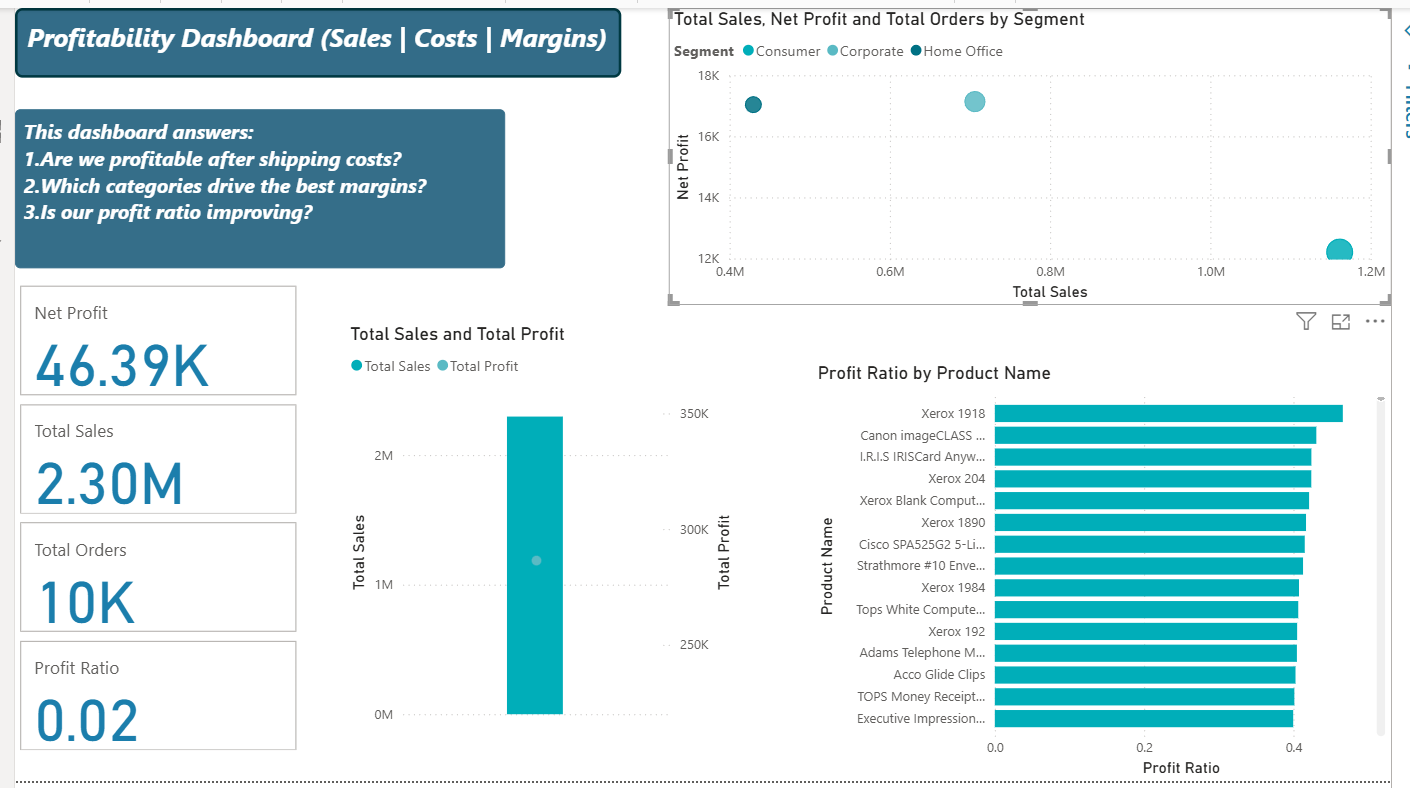 Profitability Dashboard (Sales | Costs | Margins)
This dashboard answers:
1.Are we profitable after shipping costs?
2.Which categories drive the best margins?
3.Is our profit ratio improving?
Net Profit
46.39K
Total Sales
2.30M
Total Orders
10K
Profit Ratio
0.02
Total Sales and Total Profit
Total Sales Total Profit
350K
2M
300K
1M
250K
0M
Total Sales
Total Profit
Total Sales, Net Profit and Total Orders by Segment
Segment Consumer Corporate Home Office
18K
16K
14K
12K
Net Profit
0.4M 0.6M 0.8M 1.0M 1.2M
Total Sales
Profit Ratio by Product Name
Product Name
Xerox 1918
Canon imageCLASS ...
I.R.I.S IRISCard Anyw...
Xerox 204
Xerox Blank Comput...
Xerox 1890
Cisco SPA525G2 5-Li...
Strathmore #10 Enve...
Xerox 1984
Tops White Compute...
Xerox 192
Adams Telephone M...
Acco Glide Clips
TOPS Money Receipt...
Executive Impression...
0.0 0.2 0.4
Profit Ratio